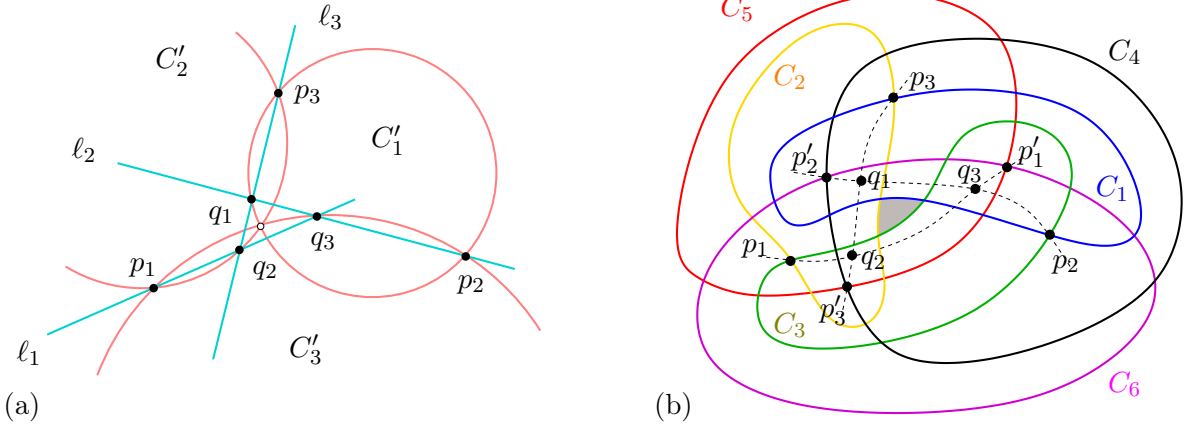 ℓ₃
C′₂
p₃
C′₁
ℓ₂
q₁
q₃
q₂
p₁
p₂
C′₃
ℓ₁
(a)
C₅
C₂
p₃
C₄
p′₂
q₁
q₃
p′₁
C₁
p₁
q₂
p₂
p′₃
C₃
C₆
(b)